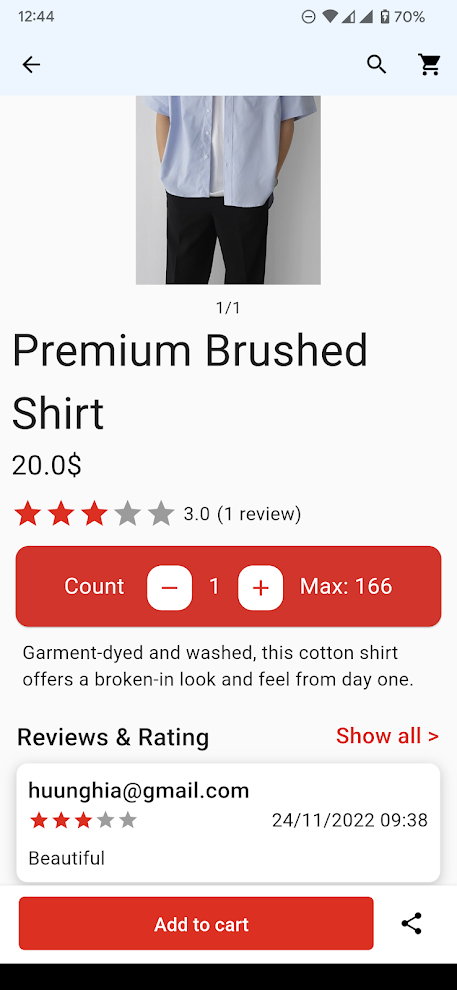 12:44
70%
1/1
Premium Brushed
Shirt
20.0$
3.0 (1 review)
Count − 1 + Max: 166
Garment-dyed and washed, this cotton shirt
offers a broken-in look and feel from day one.
Reviews & Rating
Show all >
huunghia@gmail.com
24/11/2022 09:38
Beautiful
Add to cart